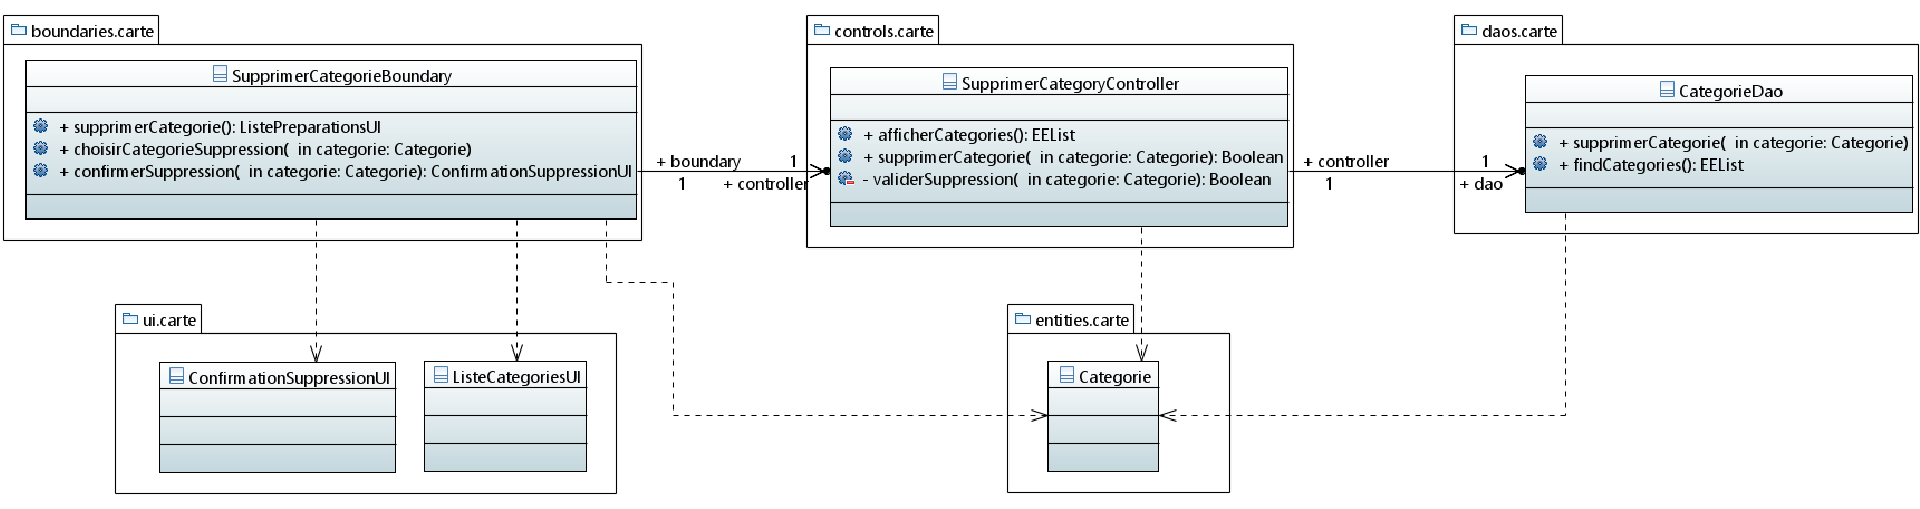 boundaries.carte
SupprimerCategorieBoundary
+ supprimerCategorie(): ListePreparationsUI
+ choisirCategorieSuppression(  in categorie: Categorie)
+ confirmerSuppression(  in categorie: Categorie): ConfirmationSuppressionUI
+ boundary
1
1
+ controller
controls.carte
SupprimerCategoryController
+ afficherCategories(): EEList
+ supprimerCategorie(  in categorie: Categorie): Boolean
- validerSuppression(  in categorie: Categorie): Boolean
+ controller
1
1
+ dao
daos.carte
CategorieDao
+ supprimerCategorie(  in categorie: Categorie)
+ findCategories(): EEList
ui.carte
ConfirmationSuppressionUI
ListeCategoriesUI
entities.carte
Categorie